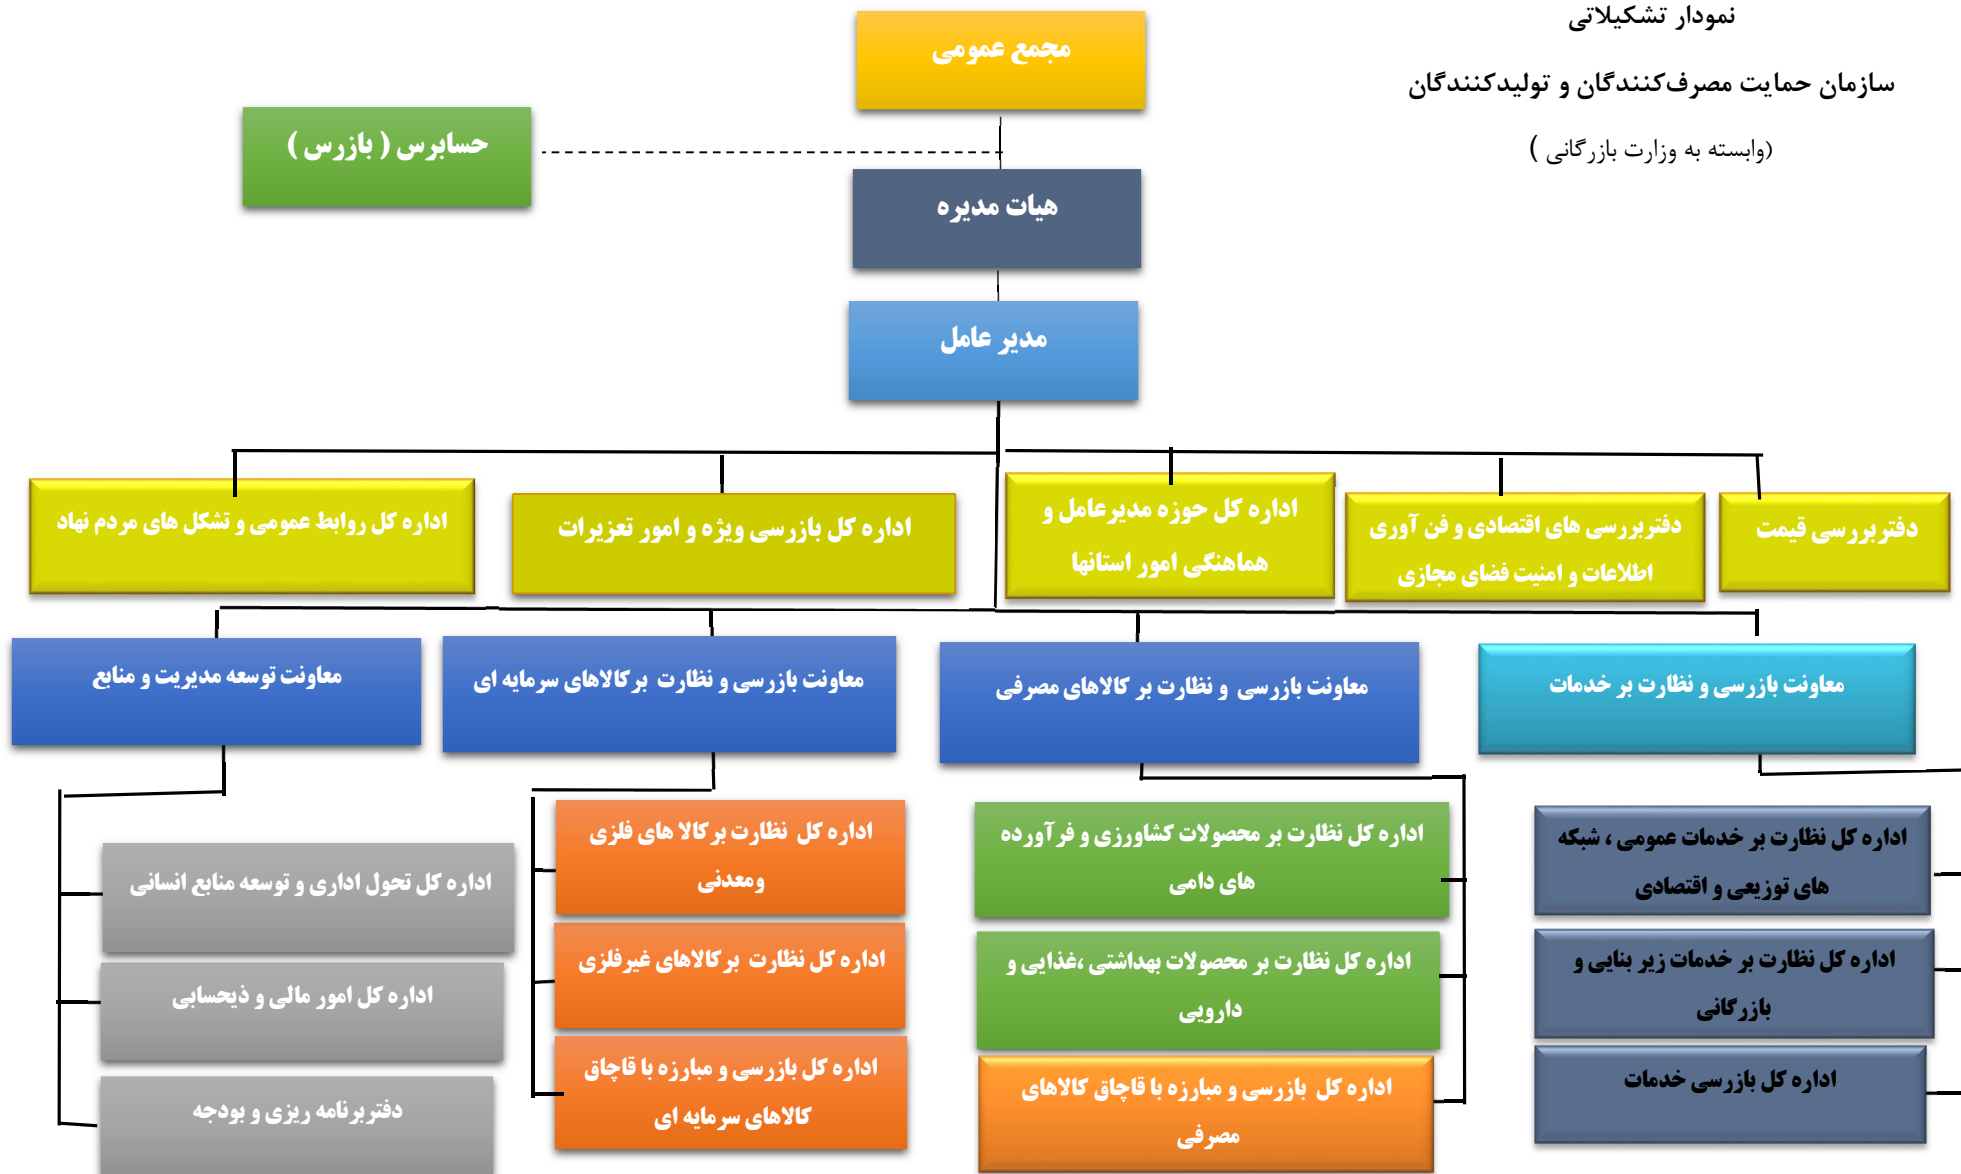 نمودار تشکیلاتی
سازمان حمایت مصرف‌کنندگان و تولیدکنندگان
(وابسته به وزارت بازرگانی )
مجمع عمومی
حسابرس ( بازرس )
هیات مدیره
مدیر عامل
دفتربررسی قیمت
دفتربررسی های اقتصادی و فن آوری
اطلاعات و امنیت فضای مجازی
اداره کل حوزه مدیرعامل و
هماهنگی امور استانها
اداره کل بازرسی ویژه و امور تعزیرات
اداره کل روابط عمومی و تشکل های مردم نهاد
معاونت بازرسی و نظارت بر خدمات
معاونت بازرسی و نظارت بر کالاهای مصرفی
معاونت بازرسی و نظارت برکالاهای سرمایه ای
معاونت توسعه مدیریت و منابع
اداره کل نظارت بر خدمات عمومی ، شبکه
های توزیعی و اقتصادی
اداره کل نظارت بر خدمات زیر بنایی و
بازرگانی
اداره کل بازرسی خدمات
اداره کل نظارت بر محصولات کشاورزی و فرآورده
های دامی
اداره کل نظارت بر محصولات بهداشتی ،غذایی و
دارویی
اداره کل بازرسی و مبارزه با قاچاق کالاهای
مصرفی
اداره کل نظارت برکالا های فلزی
ومعدنی
اداره کل نظارت برکالاهای غیرفلزی
اداره کل بازرسی و مبارزه با قاچاق
کالاهای سرمایه ای
اداره کل تحول اداری و توسعه منابع انسانی
اداره کل امور مالی و ذیحسابی
دفتربرنامه ریزی و بودجه